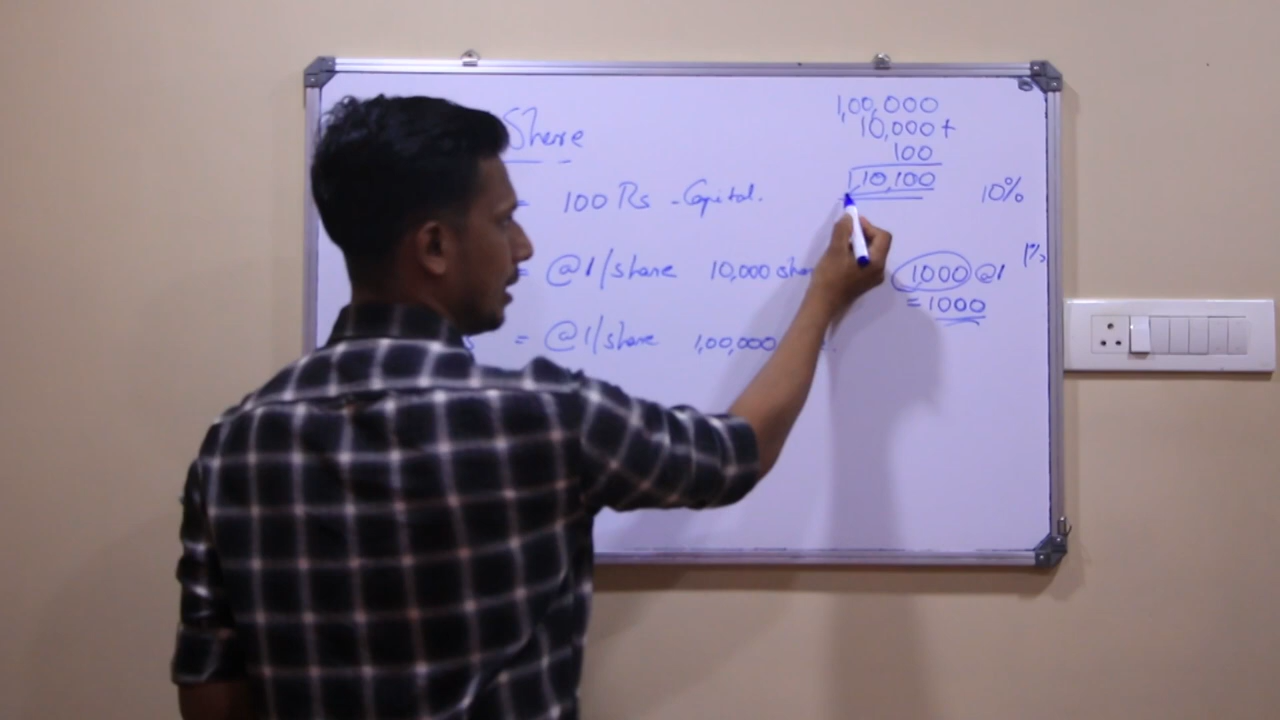 Share
= 100 Rs - Capital.
= @1/share 10,000 shar
= @1/share 1,00,000
1,00,000
10,000+
100
1,10,100
10%
1%
1000 @1
= 1000